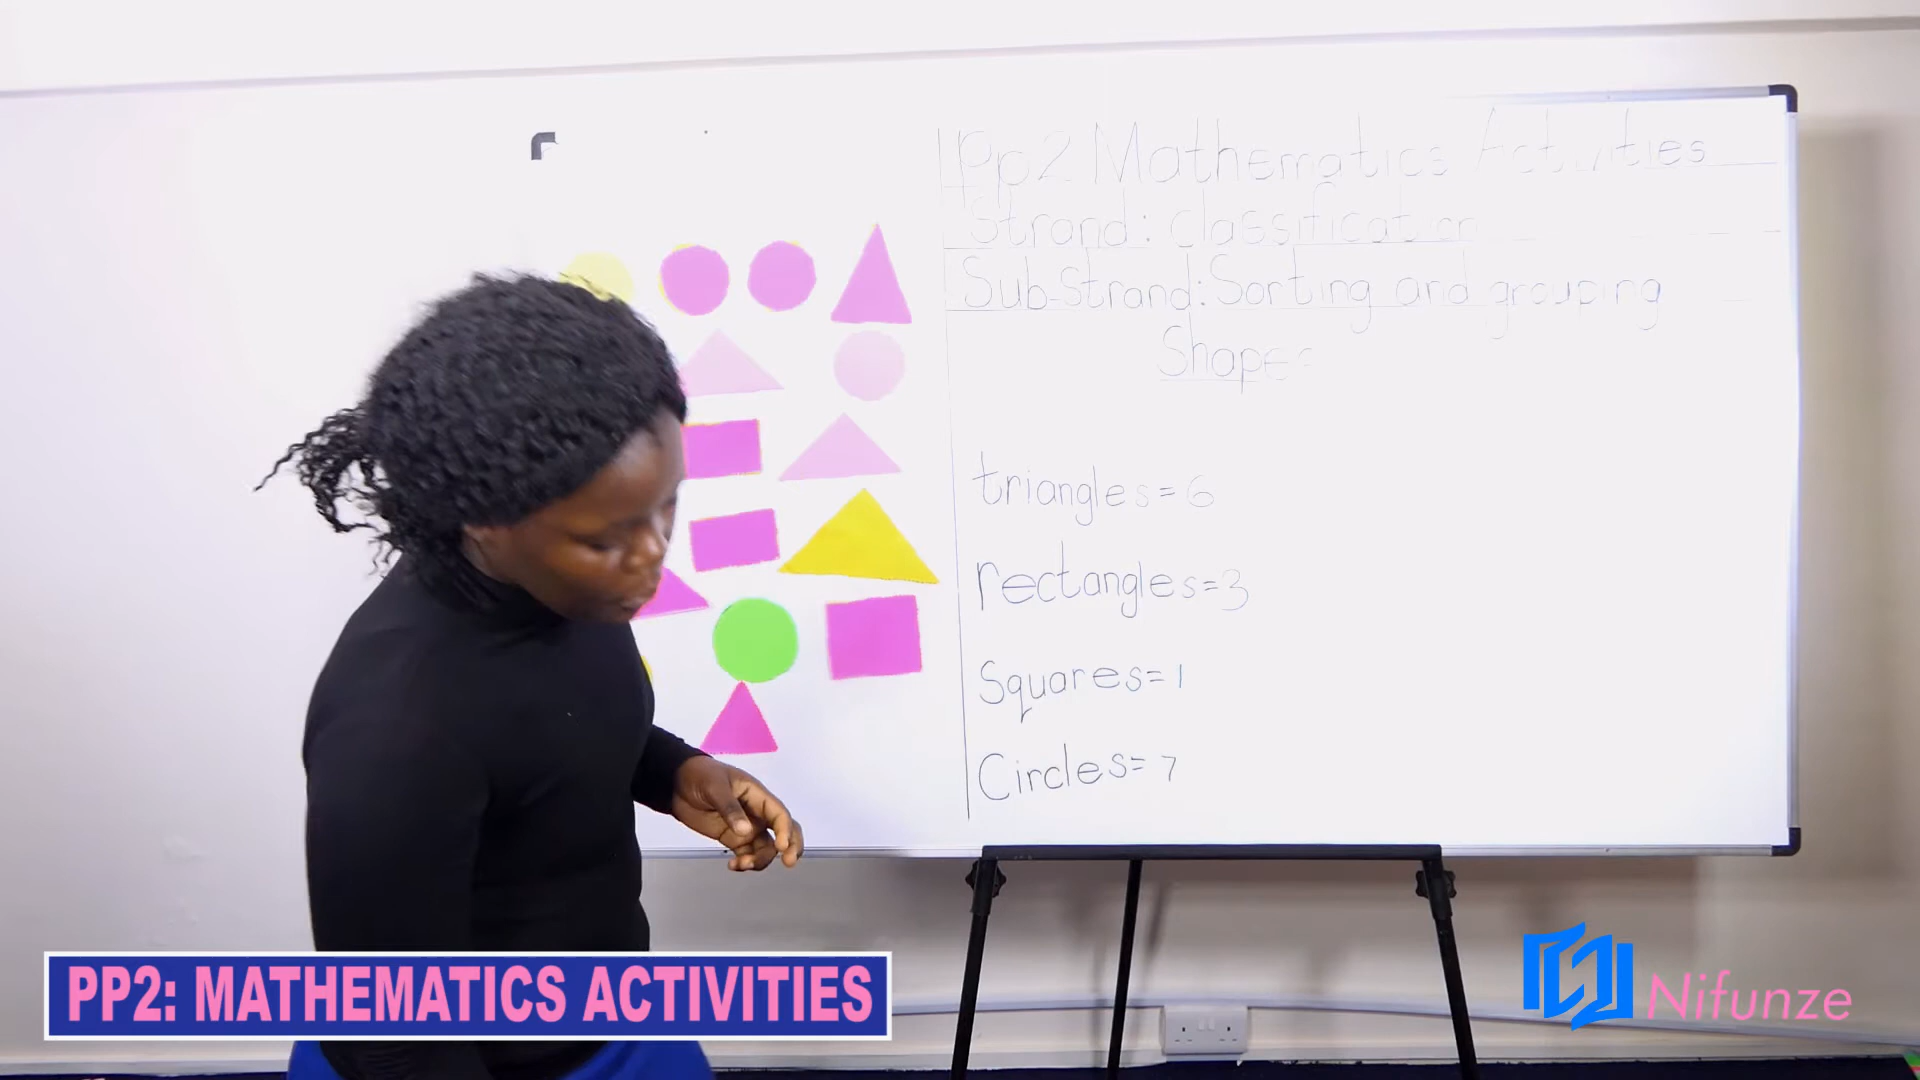 Pp2 Mathematics Activities
Strand: classification
Sub-Strand: Sorting and grouping
Shapes
triangles=6
rectangles=3
Squares=1
Circles=7
PP2: MATHEMATICS ACTIVITIES
Nifunze